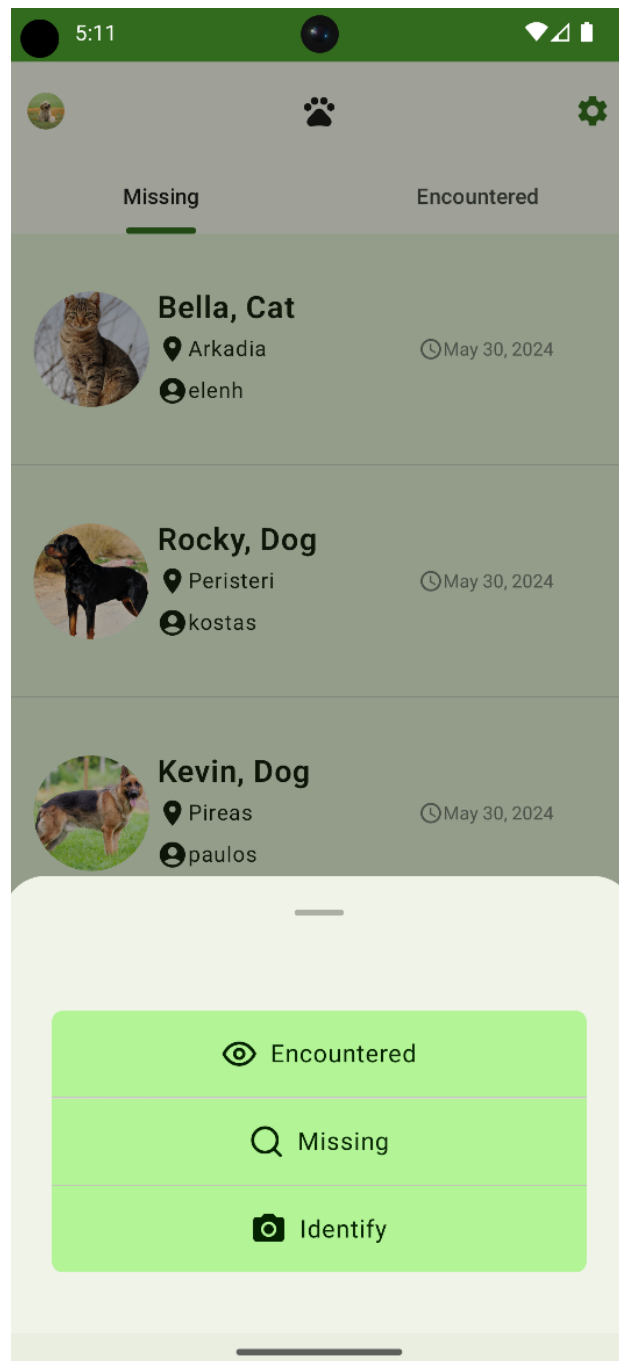 5:11
Missing
Encountered
Bella, Cat
Arkadia
May 30, 2024
elenh
Rocky, Dog
Peristeri
May 30, 2024
kostas
Kevin, Dog
Pireas
May 30, 2024
paulos
Encountered
Missing
Identify